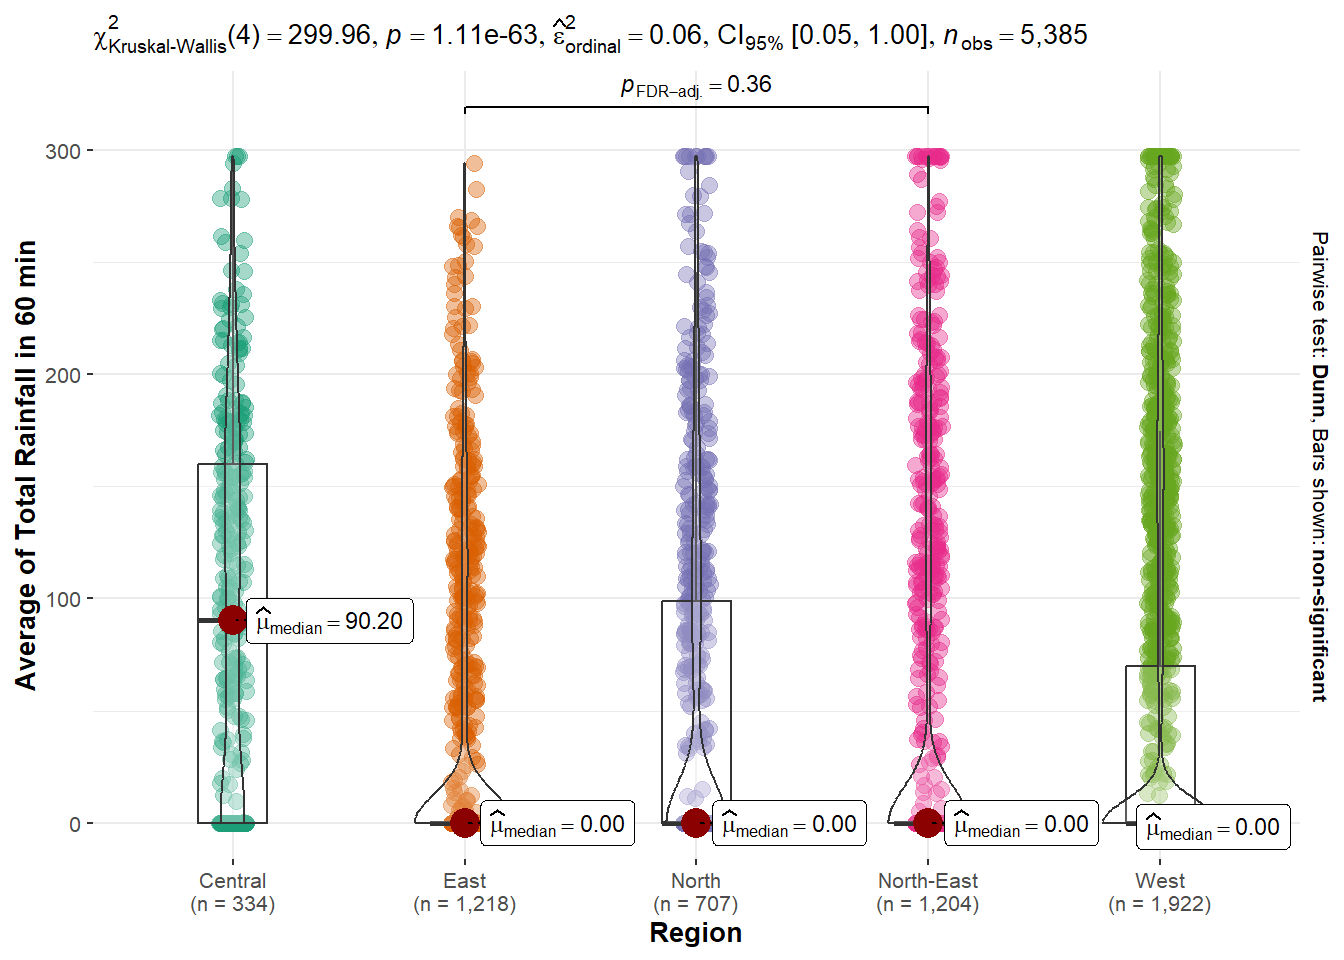 χ²Kruskal-Wallis(4) = 299.96, p = 1.11e-63, ε̂²ordinal = 0.06, CI95% [0.05, 1.00], nobs = 5,385
pFDR−adj. = 0.36
300
200
100
0
Average of Total Rainfall in 60 min
μ̂median = 90.20
μ̂median = 0.00
μ̂median = 0.00
μ̂median = 0.00
μ̂median = 0.00
Pairwise test: Dunn, Bars shown: non-significant
Central
(n = 334)
East
(n = 1,218)
North
(n = 707)
North-East
(n = 1,204)
West
(n = 1,922)
Region